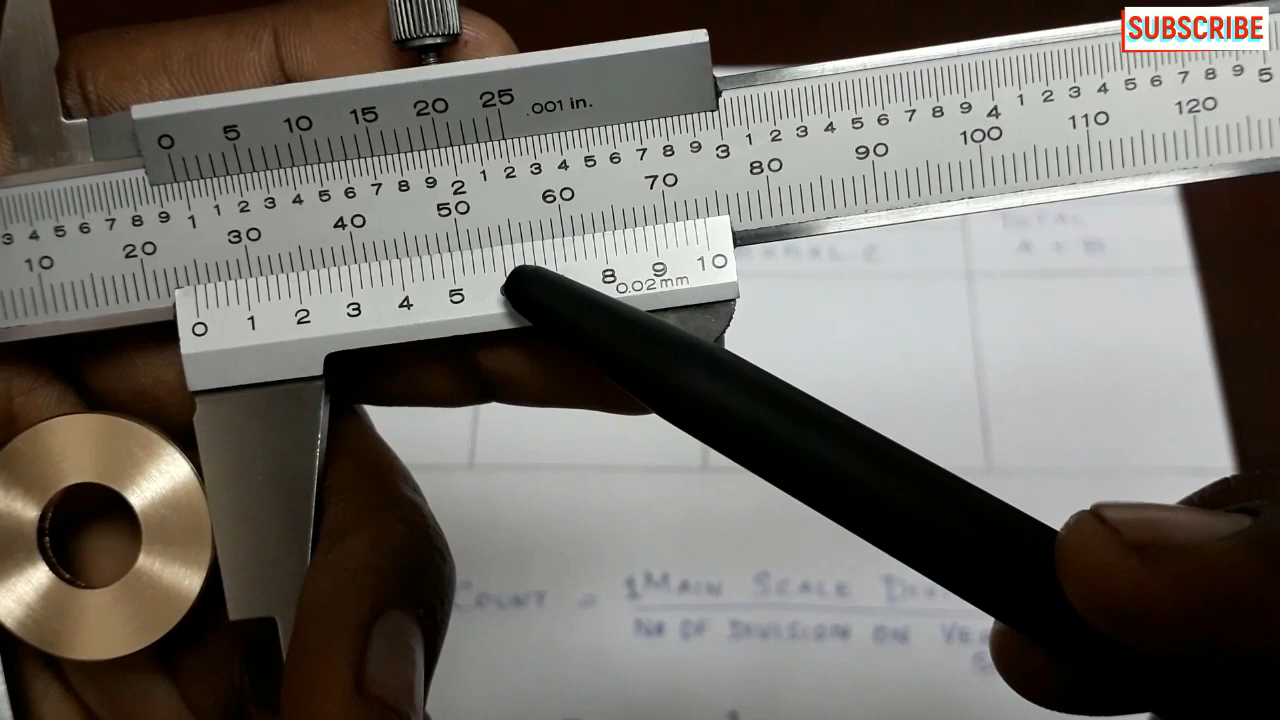 SUBSCRIBE
0 5 10 15 20 25 .001 in.
3 4 5 6 7 8 9 1 1 2 3 4 5 6 7 8 9 2 1 2 3 4 5 6 7 8 9 3 1 2 3 4 5 6 7 8 9 4 1 2 3 4 5 6 7 8 9 5
10 20 30 40 50 60 70 80 90 100 110 120
0 1 2 3 4 5 8 9 10
0.02mm
TOTAL
A + B
COUNT = 1 MAIN SCALE
NO OF DIVISION ON